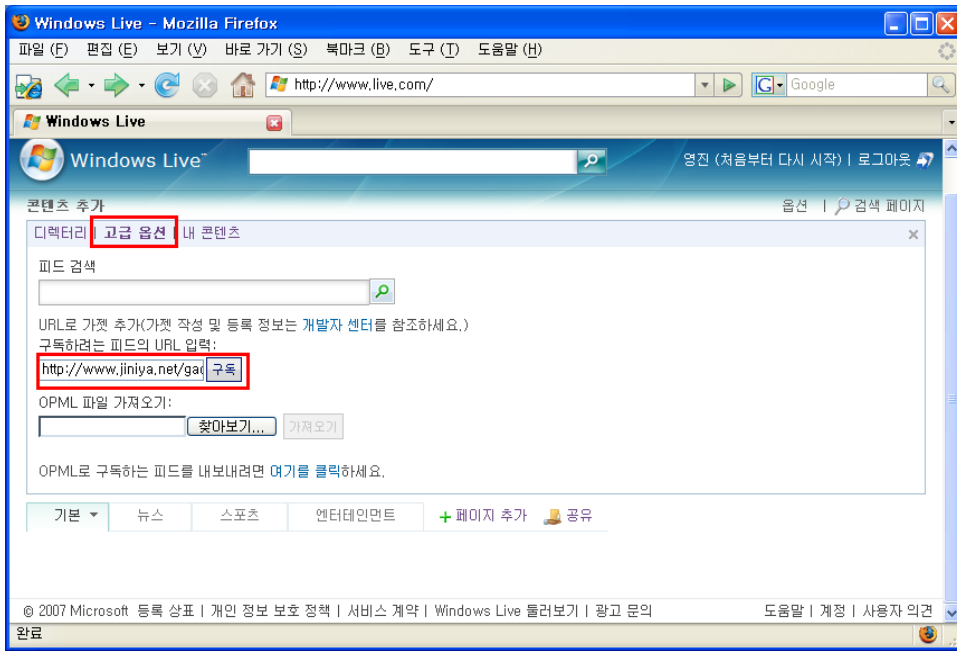 Windows Live - Mozilla Firefox
파일 (F) 편집 (E) 보기 (V) 바로 가기 (S) 북마크 (B) 도구 (T) 도움말 (H)
http://www.live.com/ G Google
Windows Live
Windows Live™ 영진 (처음부터 다시 시작) | 로그아웃
콘텐츠 추가 옵션 | 검색 페이지
디렉터리 | 고급 옵션 | 내 콘텐츠
피드 검색
URL로 가젯 추가(가젯 작성 및 등록 정보는 개발자 센터를 참조하세요.)
구독하려는 피드의 URL 입력:
http://www.jiniya.net/gad 구독
OPML 파일 가져오기:
찾아보기... 가져오기
OPML로 구독하는 피드를 내보내려면 여기를 클릭하세요.
기본 뉴스 스포츠 엔터테인먼트 페이지 추가 공유
© 2007 Microsoft 등록 상표 | 개인 정보 보호 정책 | 서비스 계약 | Windows Live 둘러보기 | 광고 문의 도움말 | 계정 | 사용자 의견
완료